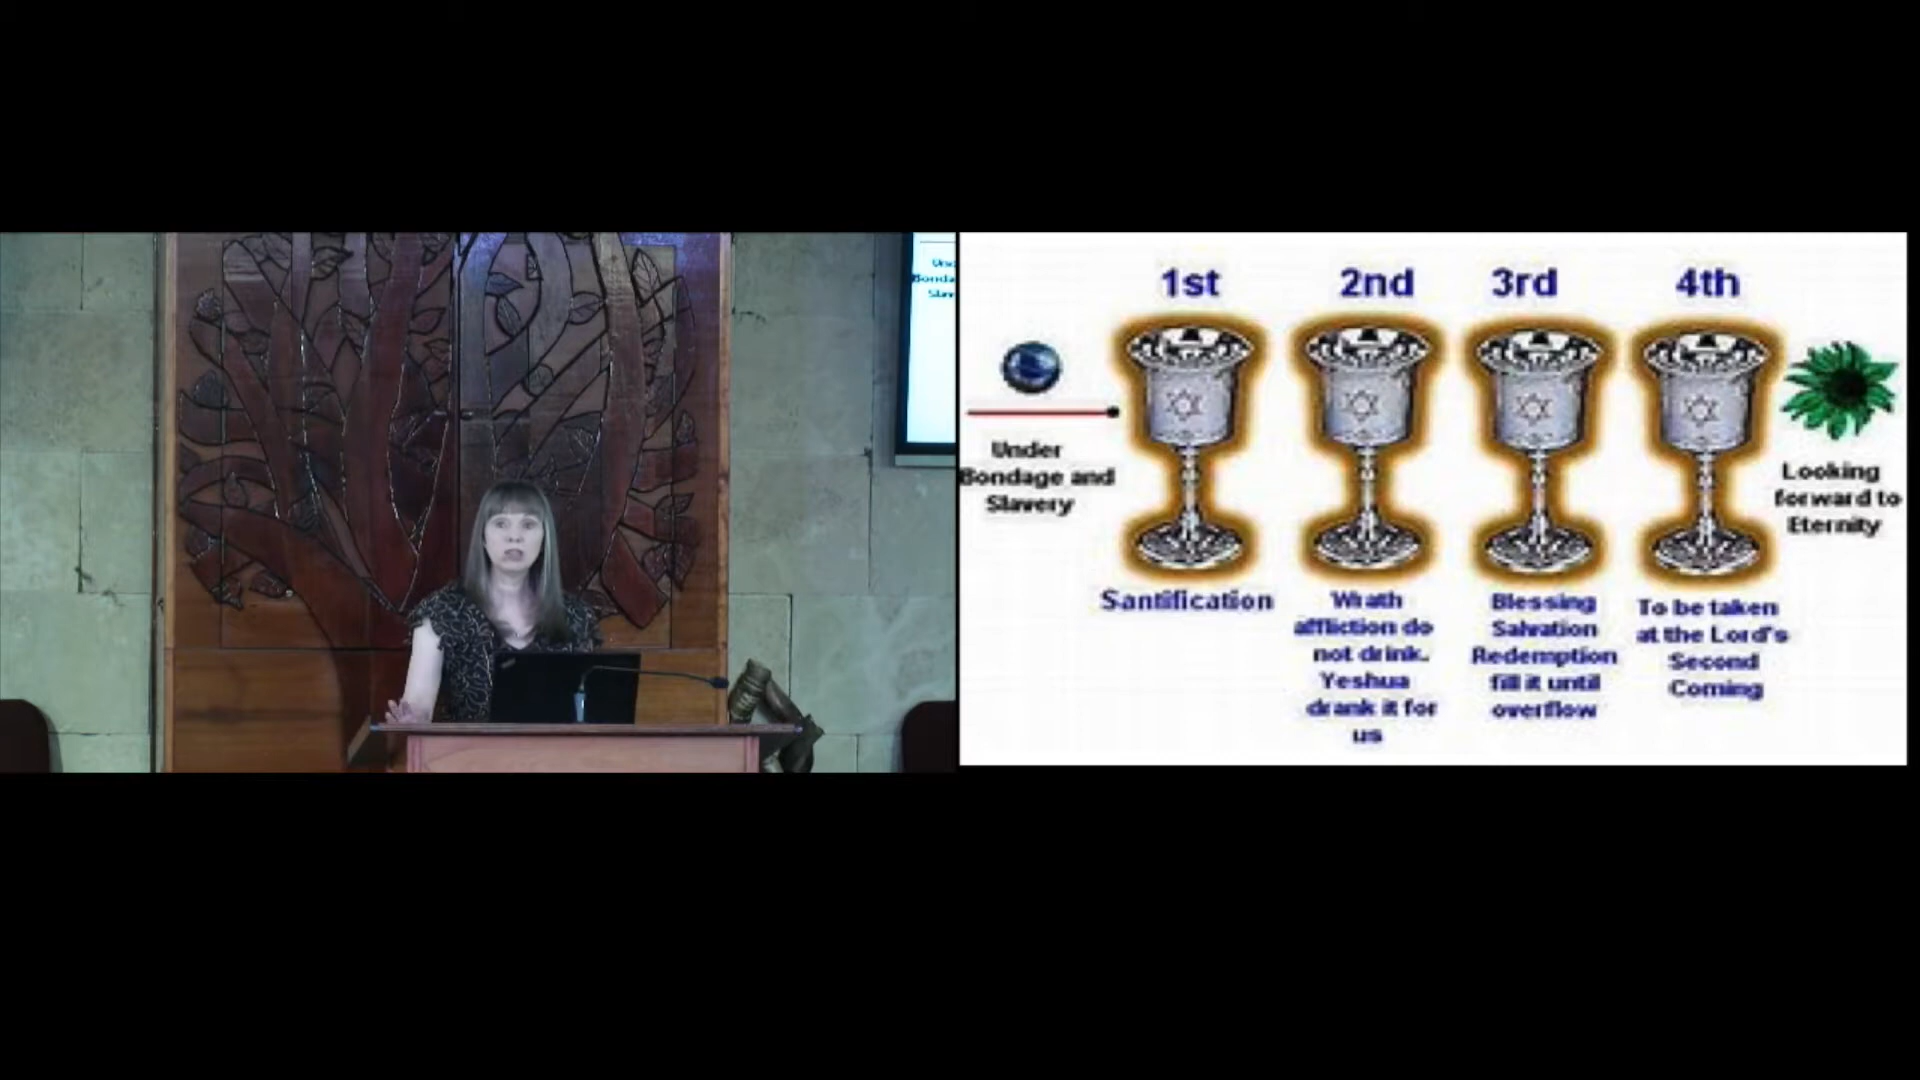 1st
2nd
3rd
4th
Under
Bondage and
Slavery
Looking
forward to
Eternity
Santification
Wrath
affliction do
not drink.
Yeshua
drank it for
us
Blessing
Salvation
Redemption
fill it until
overflow
To be taken
at the Lord's
Second
Coming